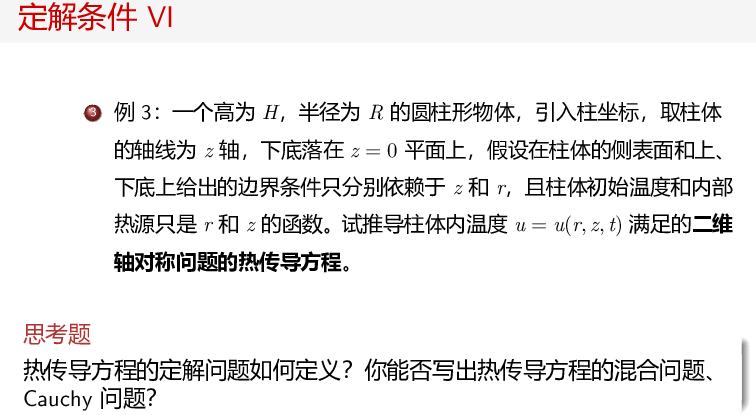 定解条件 VI
3 例 3：一个高为 H，半径为 R 的圆柱形物体，引入柱坐标，取柱体
的轴线为 z 轴，下底落在 z = 0 平面上，假设在柱体的侧表面和上、
下底上给出的边界条件只分别依赖于 z 和 r，且柱体初始温度和内部
热源只是 r 和 z 的函数。试推导柱体内温度 u = u(r, z, t) 满足的二维
轴对称问题的热传导方程。
思考题
热传导方程的定解问题如何定义？你能否写出热传导方程的混合问题、
Cauchy 问题？